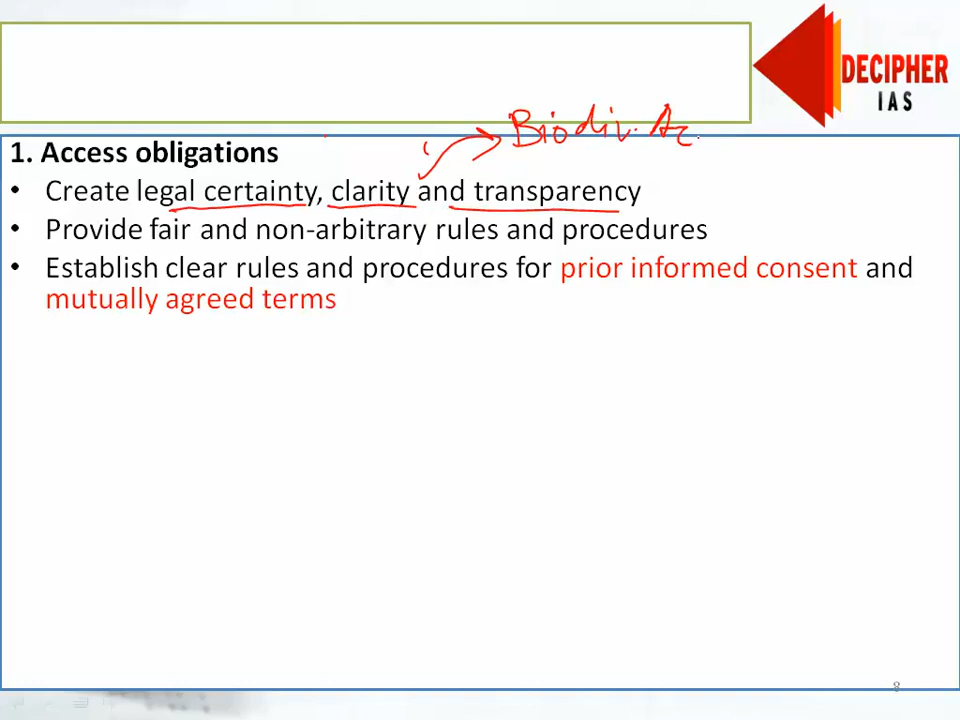 DECIPHER
IAS
Biodiv. Ac
1. Access obligations
• Create legal certainty, clarity and transparency
• Provide fair and non-arbitrary rules and procedures
• Establish clear rules and procedures for prior informed consent and
mutually agreed terms
8